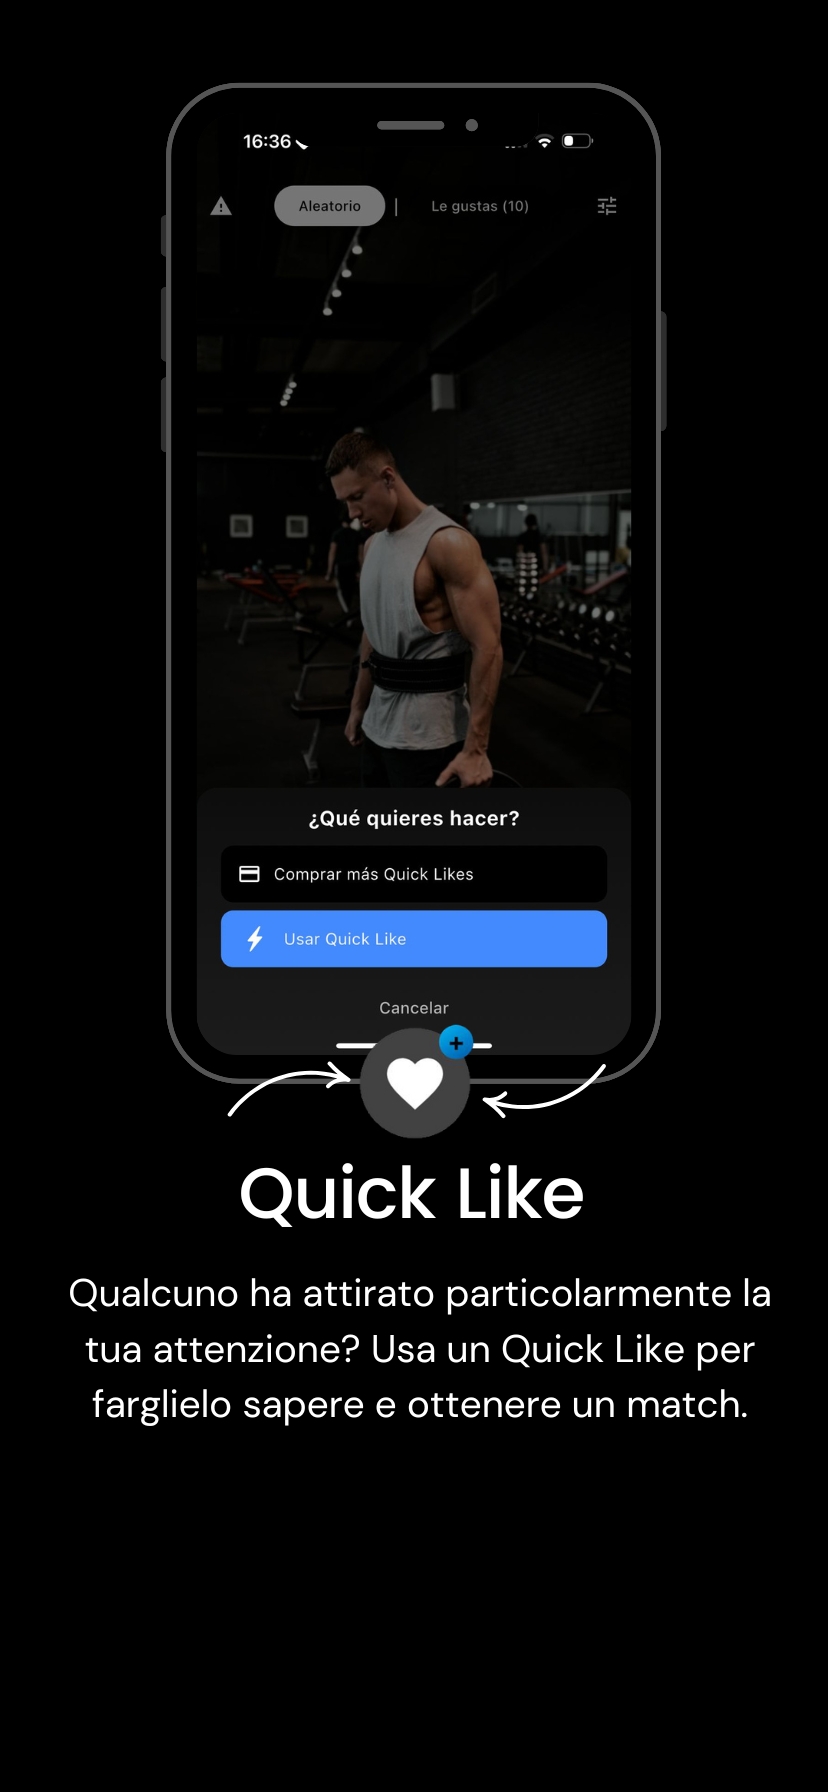 16:36
Aleatorio | Le gustas (10)
¿Qué quieres hacer?
Comprar más Quick Likes
Usar Quick Like
Cancelar
Quick Like
Qualcuno ha attirato particolarmente la
tua attenzione? Usa un Quick Like per
farglielo sapere e ottenere un match.